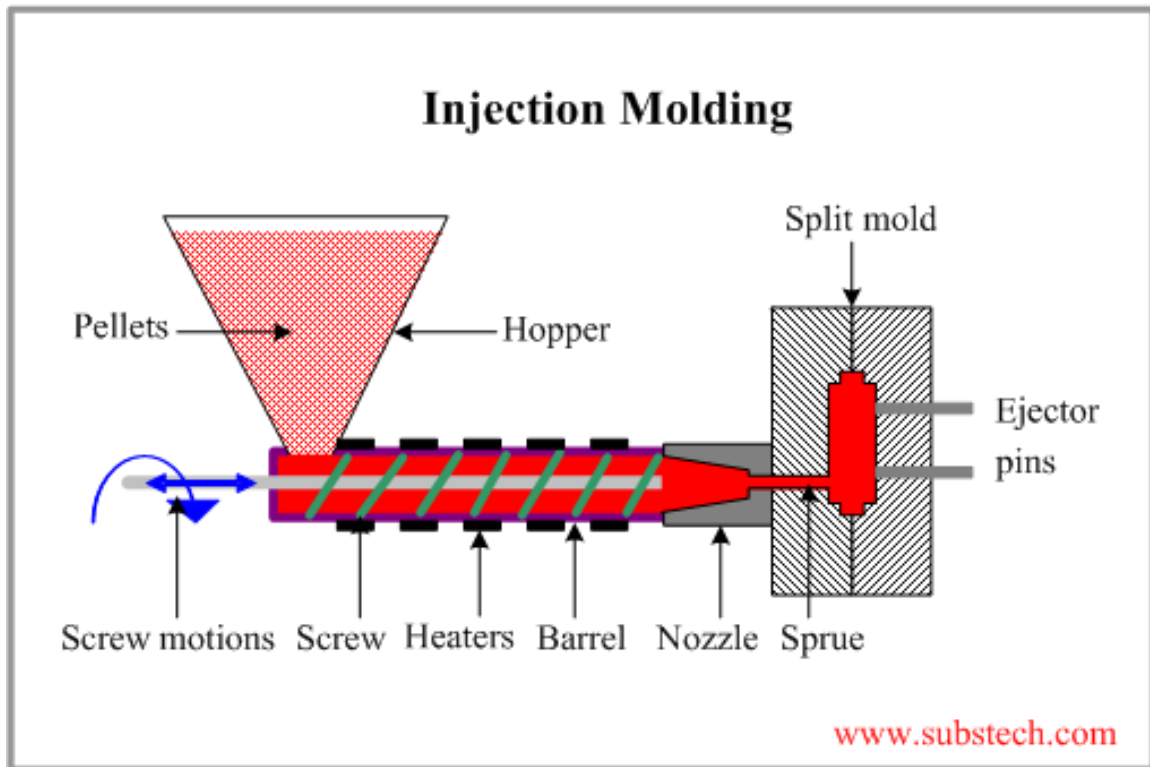 Injection Molding
Split mold
Pellets
Hopper
Ejector
pins
Screw motions
Screw
Heaters
Barrel
Nozzle
Sprue
www.substech.com